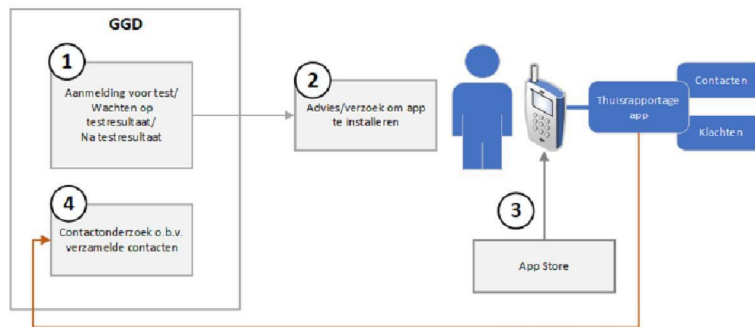 GGD
1
Aanmelding voor test/
Wachten op
testresultaat/
Na testresultaat
2
Advies/verzoek om app
te installeren
Thuisrapportage
app
Contacten
Klachten
3
App Store
4
Contactonderzoek o.b.v.
verzamelde contacten